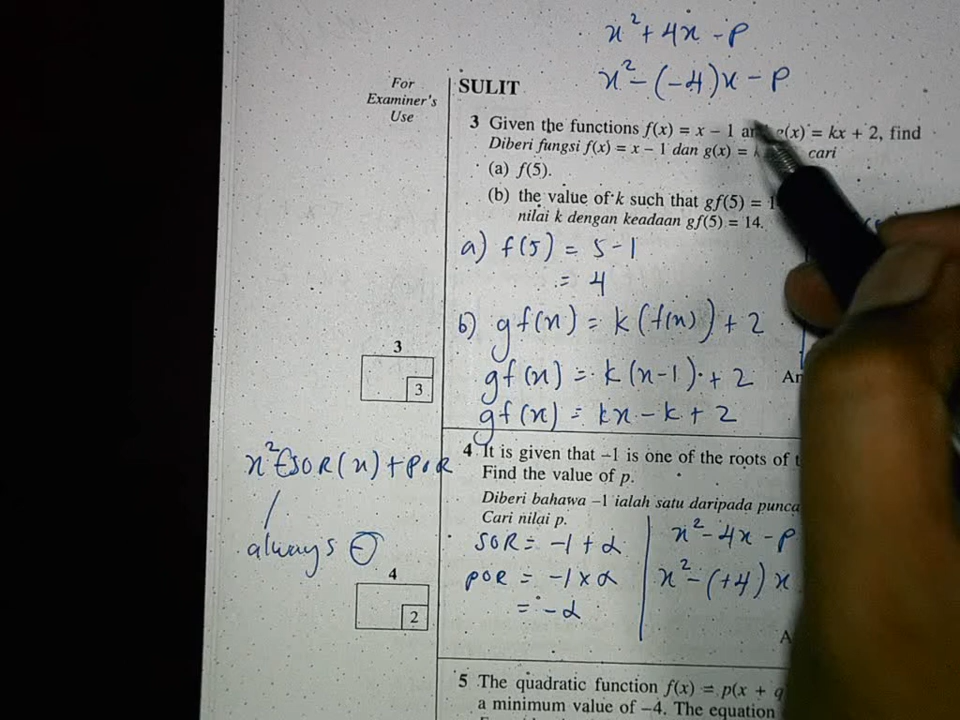 x² + 4x - p
x² - (-4)x - p
For
Examiner's
Use
SULIT
3 Given the functions f(x) = x – 1 and g(x) = kx + 2, find
Diberi fungsi f(x) = x – 1 dan g(x) = cari
(a) f(5).
(b) the value of k such that gf(5) = 1
nilai k dengan keadaan gf(5) = 14.
a) f(5) = 5 - 1
= 4
b) gf(x) = k(f(x)) + 2
gf(x) = k(x-1) + 2
gf(x) = kx - k + 2
3
3
x² - SOR(x) + POR
always ⊖
4 It is given that –1 is one of the roots of
Find the value of p.
Diberi bahawa –1 ialah satu daripada punca
Cari nilai p.
SOR = -1 + α
POR = -1 × α
= -α
x² - 4x - p
x² - (+4)x
4
2
5 The quadratic function f(x) = p(x + q
a minimum value of –4. The equation